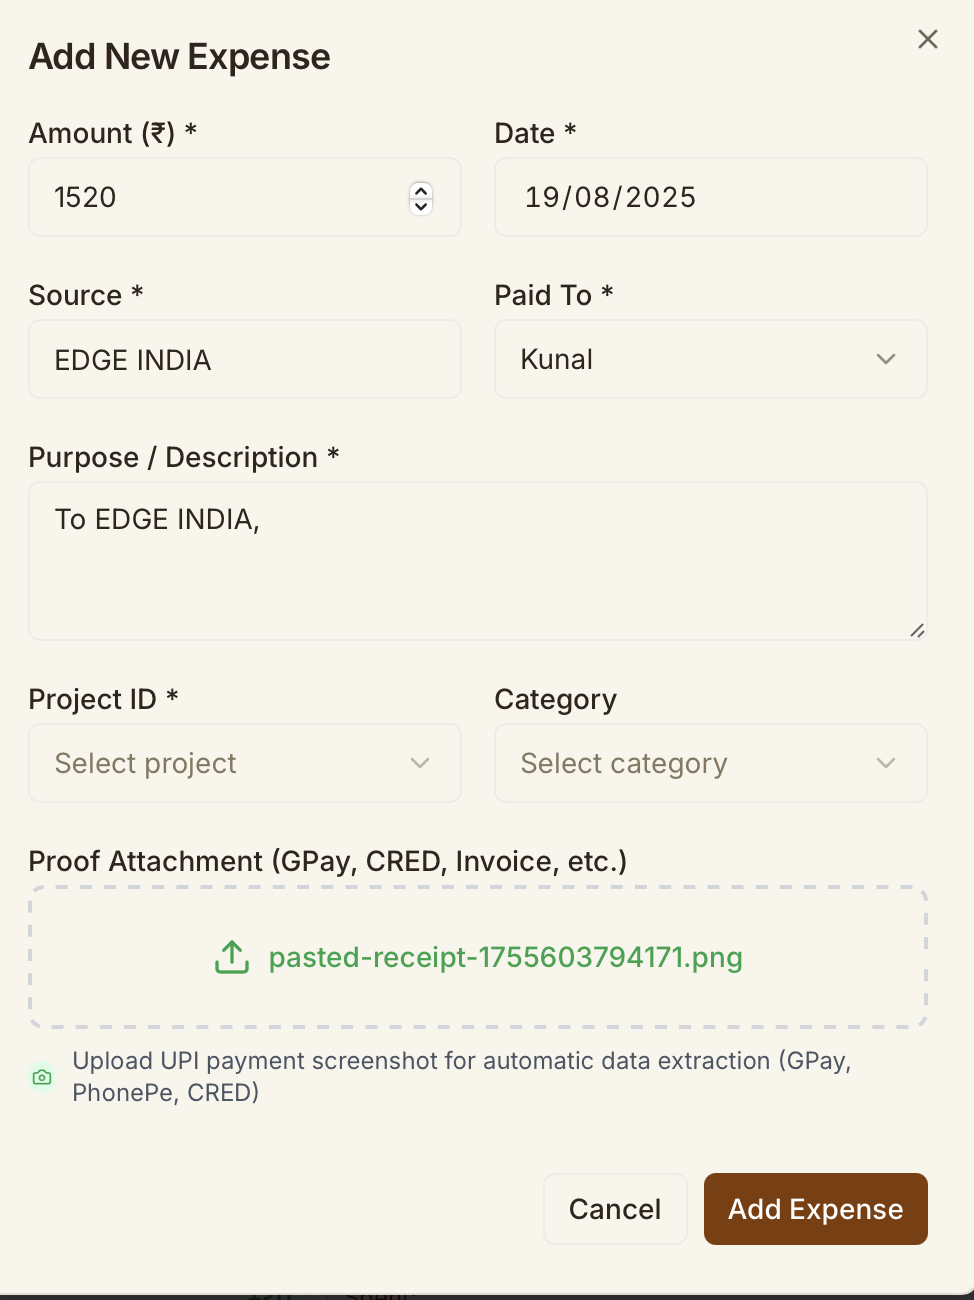 Add New Expense
Amount (₹) * Date *
1520 19/08/2025
Source * Paid To *
EDGE INDIA Kunal
Purpose / Description *
To EDGE INDIA,
Project ID * Category
Select project Select category
Proof Attachment (GPay, CRED, Invoice, etc.)
pasted-receipt-1755603794171.png
Upload UPI payment screenshot for automatic data extraction (GPay,
PhonePe, CRED)
Cancel Add Expense